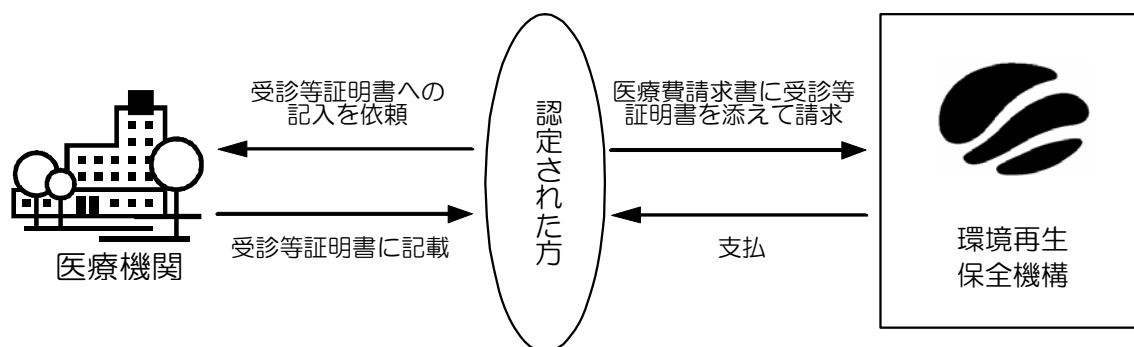 受診等証明書への
記入を依頼
医療費請求書に受診等
証明書を添えて請求
認定された方
受診等証明書に記載
支払
医療機関
環境再生
保全機構